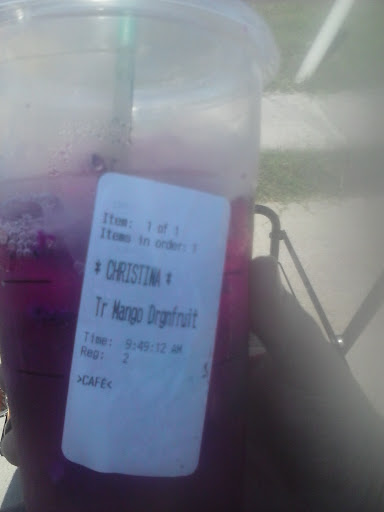 Item: 1 of 1
Items in order: 1
* CHRISTINA *
Tr Mango Drgnfruit
Time: 9:49:12 AM
Reg: 2
>CAFE<